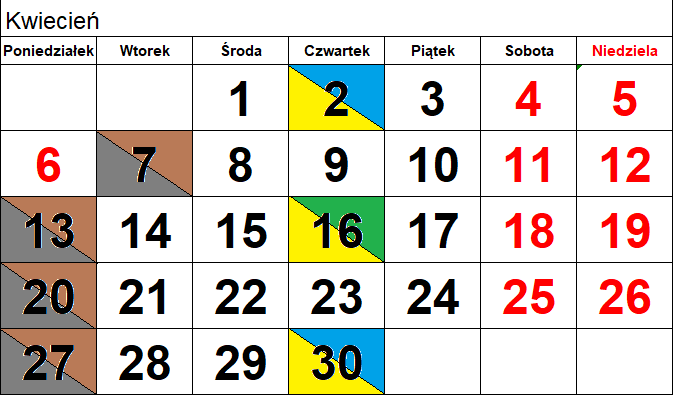 Kwiecień
Poniedziałek Wtorek Środa Czwartek Piątek Sobota Niedziela
1 2 3 4 5
6 7 8 9 10 11 12
13 14 15 16 17 18 19
20 21 22 23 24 25 26
27 28 29 30